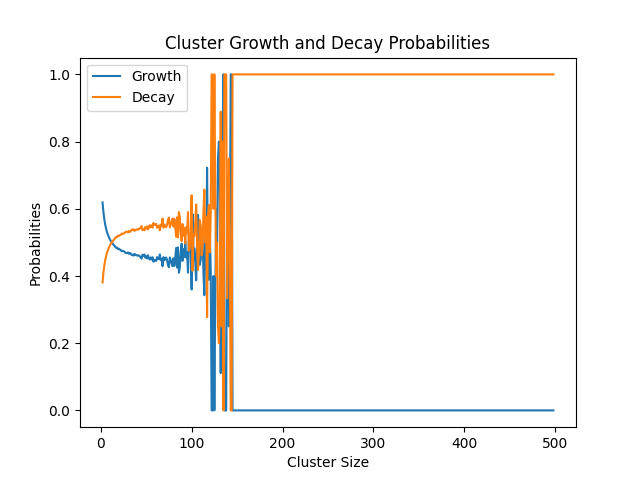 Cluster Growth and Decay Probabilities
Growth
Decay
1.0
0.8
0.6
0.4
0.2
0.0
Probabilities
0 100 200 300 400 500
Cluster Size